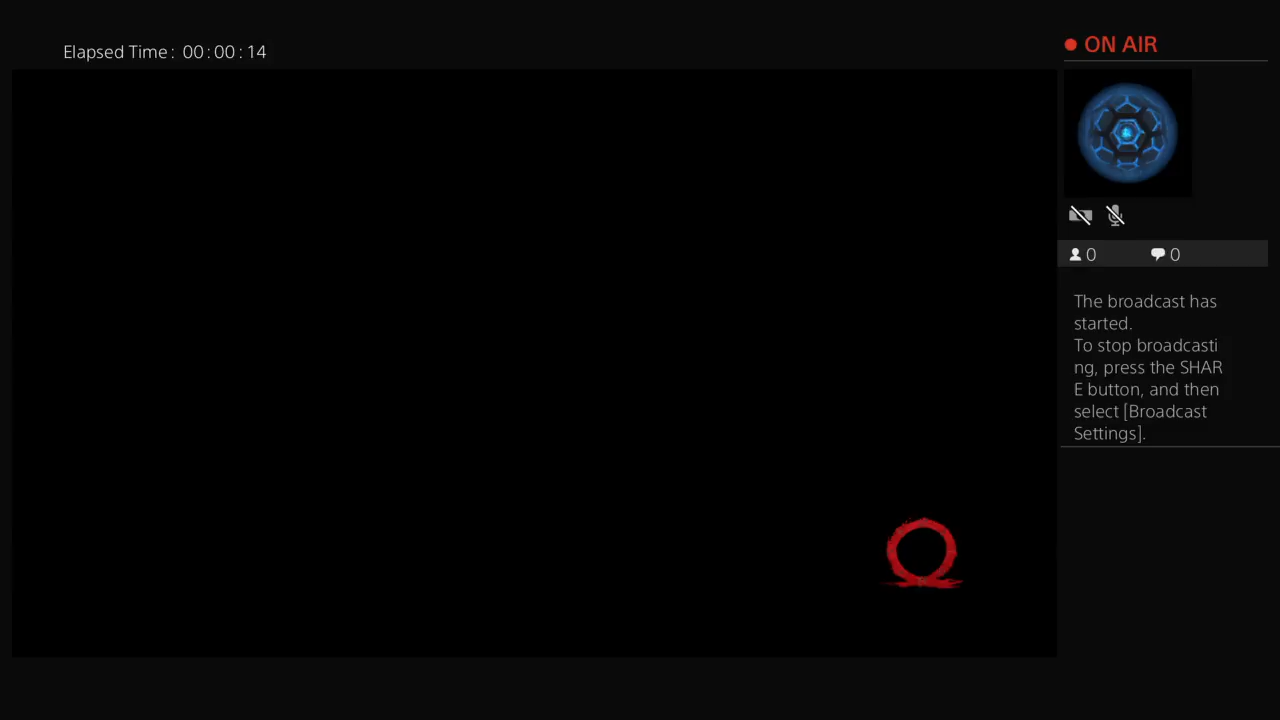 Elapsed Time: 00:00:14
ON AIR
0 0
The broadcast has
started.
To stop broadcasti
ng, press the SHAR
E button, and then
select [Broadcast
Settings].